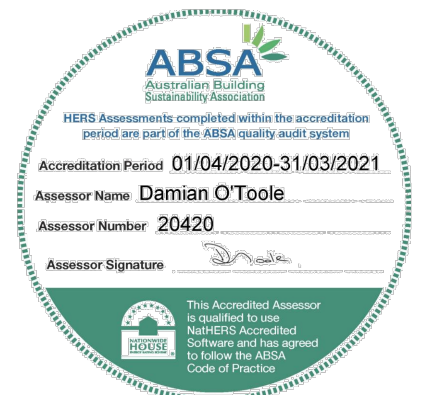 ABSA
Australian Building
Sustainability Association
HERS Assessments completed within the accreditation
period are part of the ABSA quality audit system
Accreditation Period 01/04/2020-31/03/2021
Assessor Name Damian O'Toole
Assessor Number 20420
Assessor Signature
This Accredited Assessor
is qualified to use
NatHERS Accredited
Software and has agreed
to follow the ABSA
Code of Practice
NATIONWIDE
HOUSE